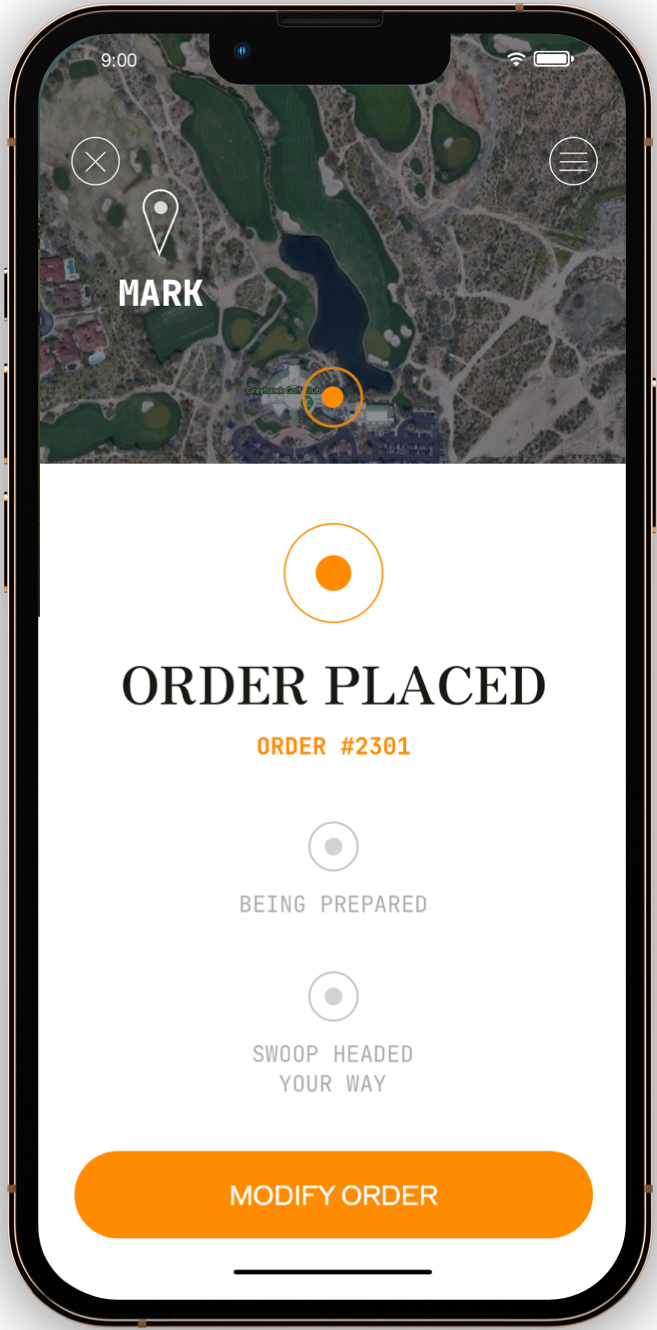 9:00
MARK
Grayhawk Golf Club
ORDER PLACED
ORDER #2301
BEING PREPARED
SWOOP HEADED
YOUR WAY
MODIFY ORDER